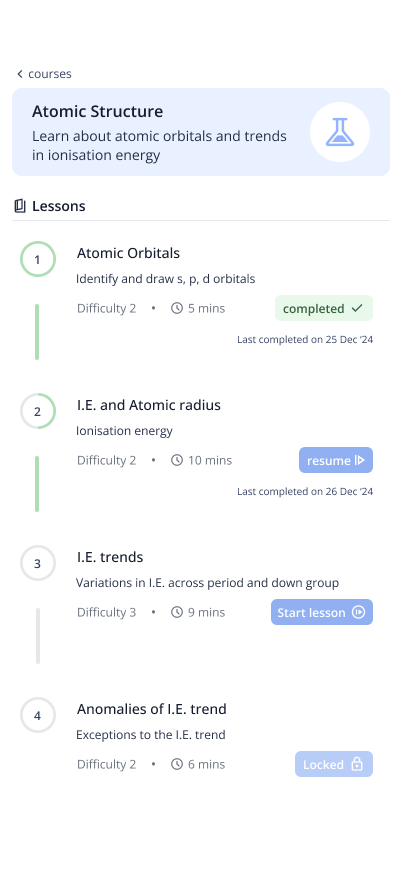 courses
Atomic Structure
Learn about atomic orbitals and trends
in ionisation energy
Lessons
1
Atomic Orbitals
Identify and draw s, p, d orbitals
Difficulty 2 • 5 mins
completed
Last completed on 25 Dec '24
2
I.E. and Atomic radius
Ionisation energy
Difficulty 2 • 10 mins
resume
Last completed on 26 Dec '24
3
I.E. trends
Variations in I.E. across period and down group
Difficulty 3 • 9 mins
Start lesson
4
Anomalies of I.E. trend
Exceptions to the I.E. trend
Difficulty 2 • 6 mins
Locked